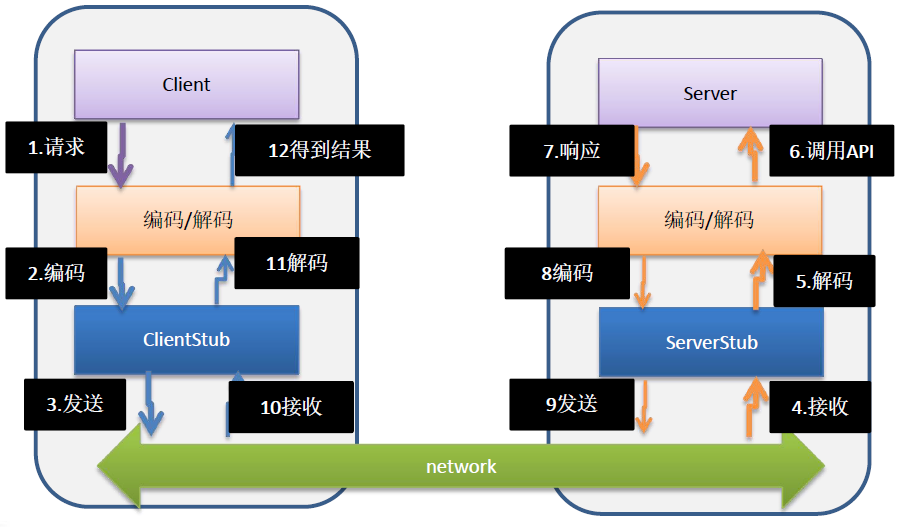 Client
Server
1.请求
12得到结果
7.响应
6.调用API
编码/解码
编码/解码
2.编码
11解码
8编码
5.解码
ClientStub
ServerStub
3.发送
10接收
9发送
4.接收
network